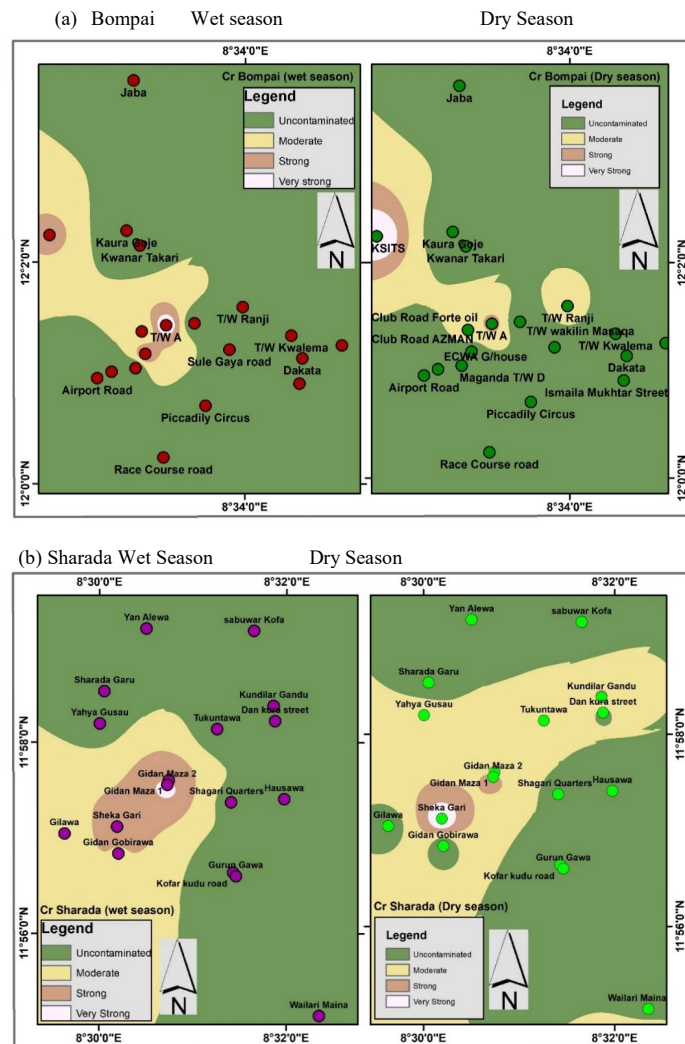 (a) Bompai Wet season Dry Season
8°34'0"E
8°34'0"E
Cr Bompai (wet season)
Legend
Uncontaminated
Moderate
Strong
Very strong
N
Jaba
Kaura Goje
Kwanar Takari
12°2'0"N
T/W Ranji
T/W A
T/W Kwalema
Sule Gaya road
Dakata
Airport Road
Piccadily Circus
Race Course road
12°0'0"N
8°34'0"E
Cr Bompai (Dry season)
Legend
Uncontaminated
Moderate
Strong
Very Strong
N
Jaba
KSITS
Kaura Goje
Kwanar Takari
12°2'0"N
Club Road Forte oil
T/W Ranji
T/W A
T/W wakilin Masaqa
Club Road AZMAN
T/W Kwalema
ECWA G/house
Dakata
Airport Road
Maganda T/W D
Ismaila Mukhtar Street
Piccadily Circus
Race Course road
12°0'0"N
8°34'0"E
(b) Sharada Wet Season Dry Season
8°30'0"E 8°32'0"E
8°30'0"E 8°32'0"E
Yan Alewa
sabuwar Kofa
Sharada Garu
Kundilar Gandu
Yahya Gusau
Dan kura street
Tukuntawa
11°58'0"N
Gidan Maza 2
Gidan Maza 1
Shagari Quarters
Hausawa
Sheka Gari
Gilawa
Gidan Gobirawa
Gurun Gawa
Kofar kudu road
11°56'0"N
Cr Sharada (wet season)
Legend
Uncontaminated
Moderate
Strong
Very Strong
N
Wailari Maina
8°30'0"E 8°32'0"E
Yan Alewa
sabuwar Kofa
Sharada Garu
Kundilar Gandu
Yahya Gusau
Dan kura street
Tukuntawa
11°58'0"N
Gidan Maza 2
Gidan Maza 1
Hausawa
Shagari Quarters
Sheka Gari
Gilawa
Gidan Gobirawa
Gurun Gawa
Kofar kudu road
11°56'0"N
Cr Sharada (Dry season)
Legend
Uncontaminated
Moderate
Strong
Very Strong
N
Wailari Maina
8°30'0"E 8°32'0"E